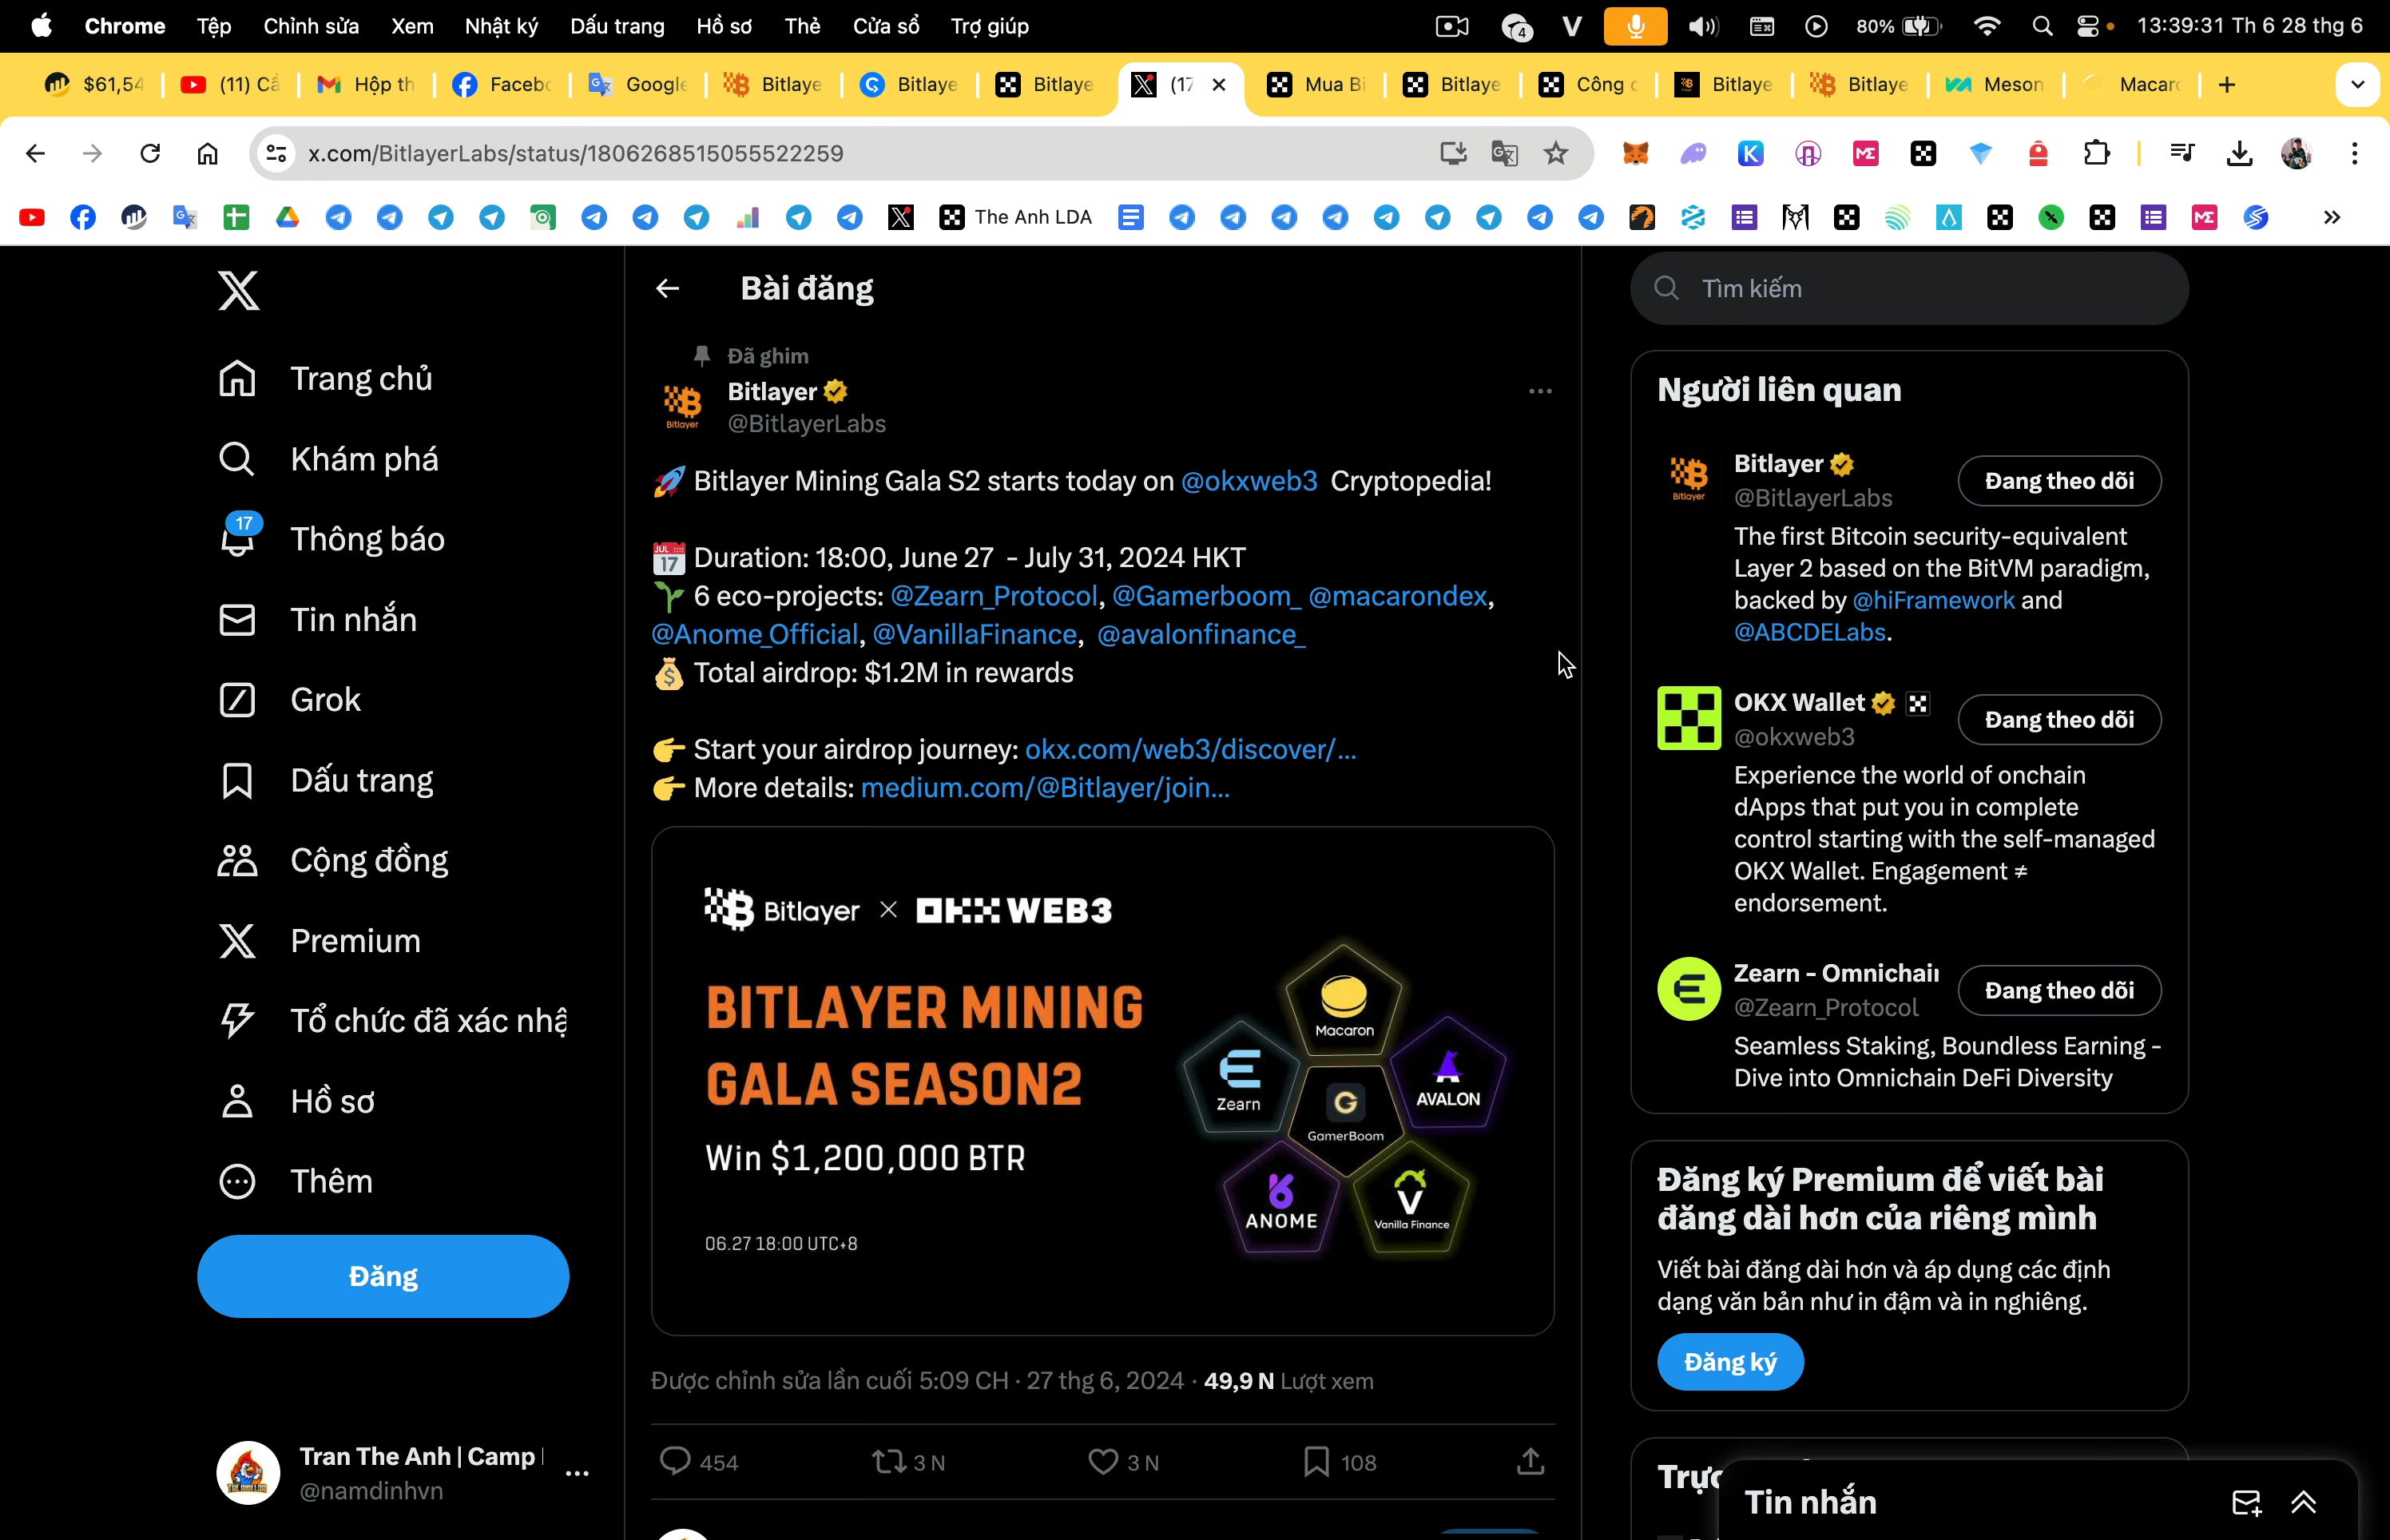 Chrome Tệp Chỉnh sửa Xem Nhật ký Dấu trang Hồ sơ Thẻ Cửa sổ Trợ giúp 4 V 80% 13:39:31 Th 6 28 thg 6
$61,54 (11) Hộp th Facebo Google Bitlaye Bitlaye Bitlaye (17 Mua Bi Bitlaye Công Bitlaye Bitlaye Meson Macaro
x.com/BitlayerLabs/status/1806268515055522259
The Anh LDA
Bài đăng
Tìm kiếm
Trang chủ
Khám phá
17
Thông báo
Tin nhắn
Grok
Dấu trang
Cộng đồng
Premium
Tổ chức đã xác nhậ
Hồ sơ
Thêm
Đăng
Tran The Anh | Camp
@namdinhvn
Đã ghim
Bitlayer
@BitlayerLabs
🚀 Bitlayer Mining Gala S2 starts today on @okxweb3 Cryptopedia!
📅 Duration: 18:00, June 27 - July 31, 2024 HKT
🌱 6 eco-projects: @Zearn_Protocol, @Gamerboom_ @macarondex,
@Anome_Official, @VanillaFinance, @avalonfinance_
💰 Total airdrop: $1.2M in rewards
👉 Start your airdrop journey: okx.com/web3/discover/…
👉 More details: medium.com/@Bitlayer/join…
Bitlayer × OKX WEB3
BITLAYER MINING
GALA SEASON2
Win $1,200,000 BTR
06.27 18:00 UTC+8
Macaron
Zearn
AVALON
GamerBoom
ANOME
Vanilla Finance
Được chỉnh sửa lần cuối 5:09 CH · 27 thg 6, 2024 · 49,9 N Lượt xem
454 3 N 3 N 108
Người liên quan
Bitlayer
@BitlayerLabs
Đang theo dõi
The first Bitcoin security-equivalent
Layer 2 based on the BitVM paradigm,
backed by @hiFramework and
@ABCDELabs.
OKX Wallet
@okxweb3
Đang theo dõi
Experience the world of onchain
dApps that put you in complete
control starting with the self-managed
OKX Wallet. Engagement ≠
endorsement.
Zearn - Omnichain
@Zearn_Protocol
Đang theo dõi
Seamless Staking, Boundless Earning -
Dive into Omnichain DeFi Diversity
Đăng ký Premium để viết bài
đăng dài hơn của riêng mình
Viết bài đăng dài hơn và áp dụng các định
dạng văn bản như in đậm và in nghiêng.
Đăng ký
Trực
Tin nhắn